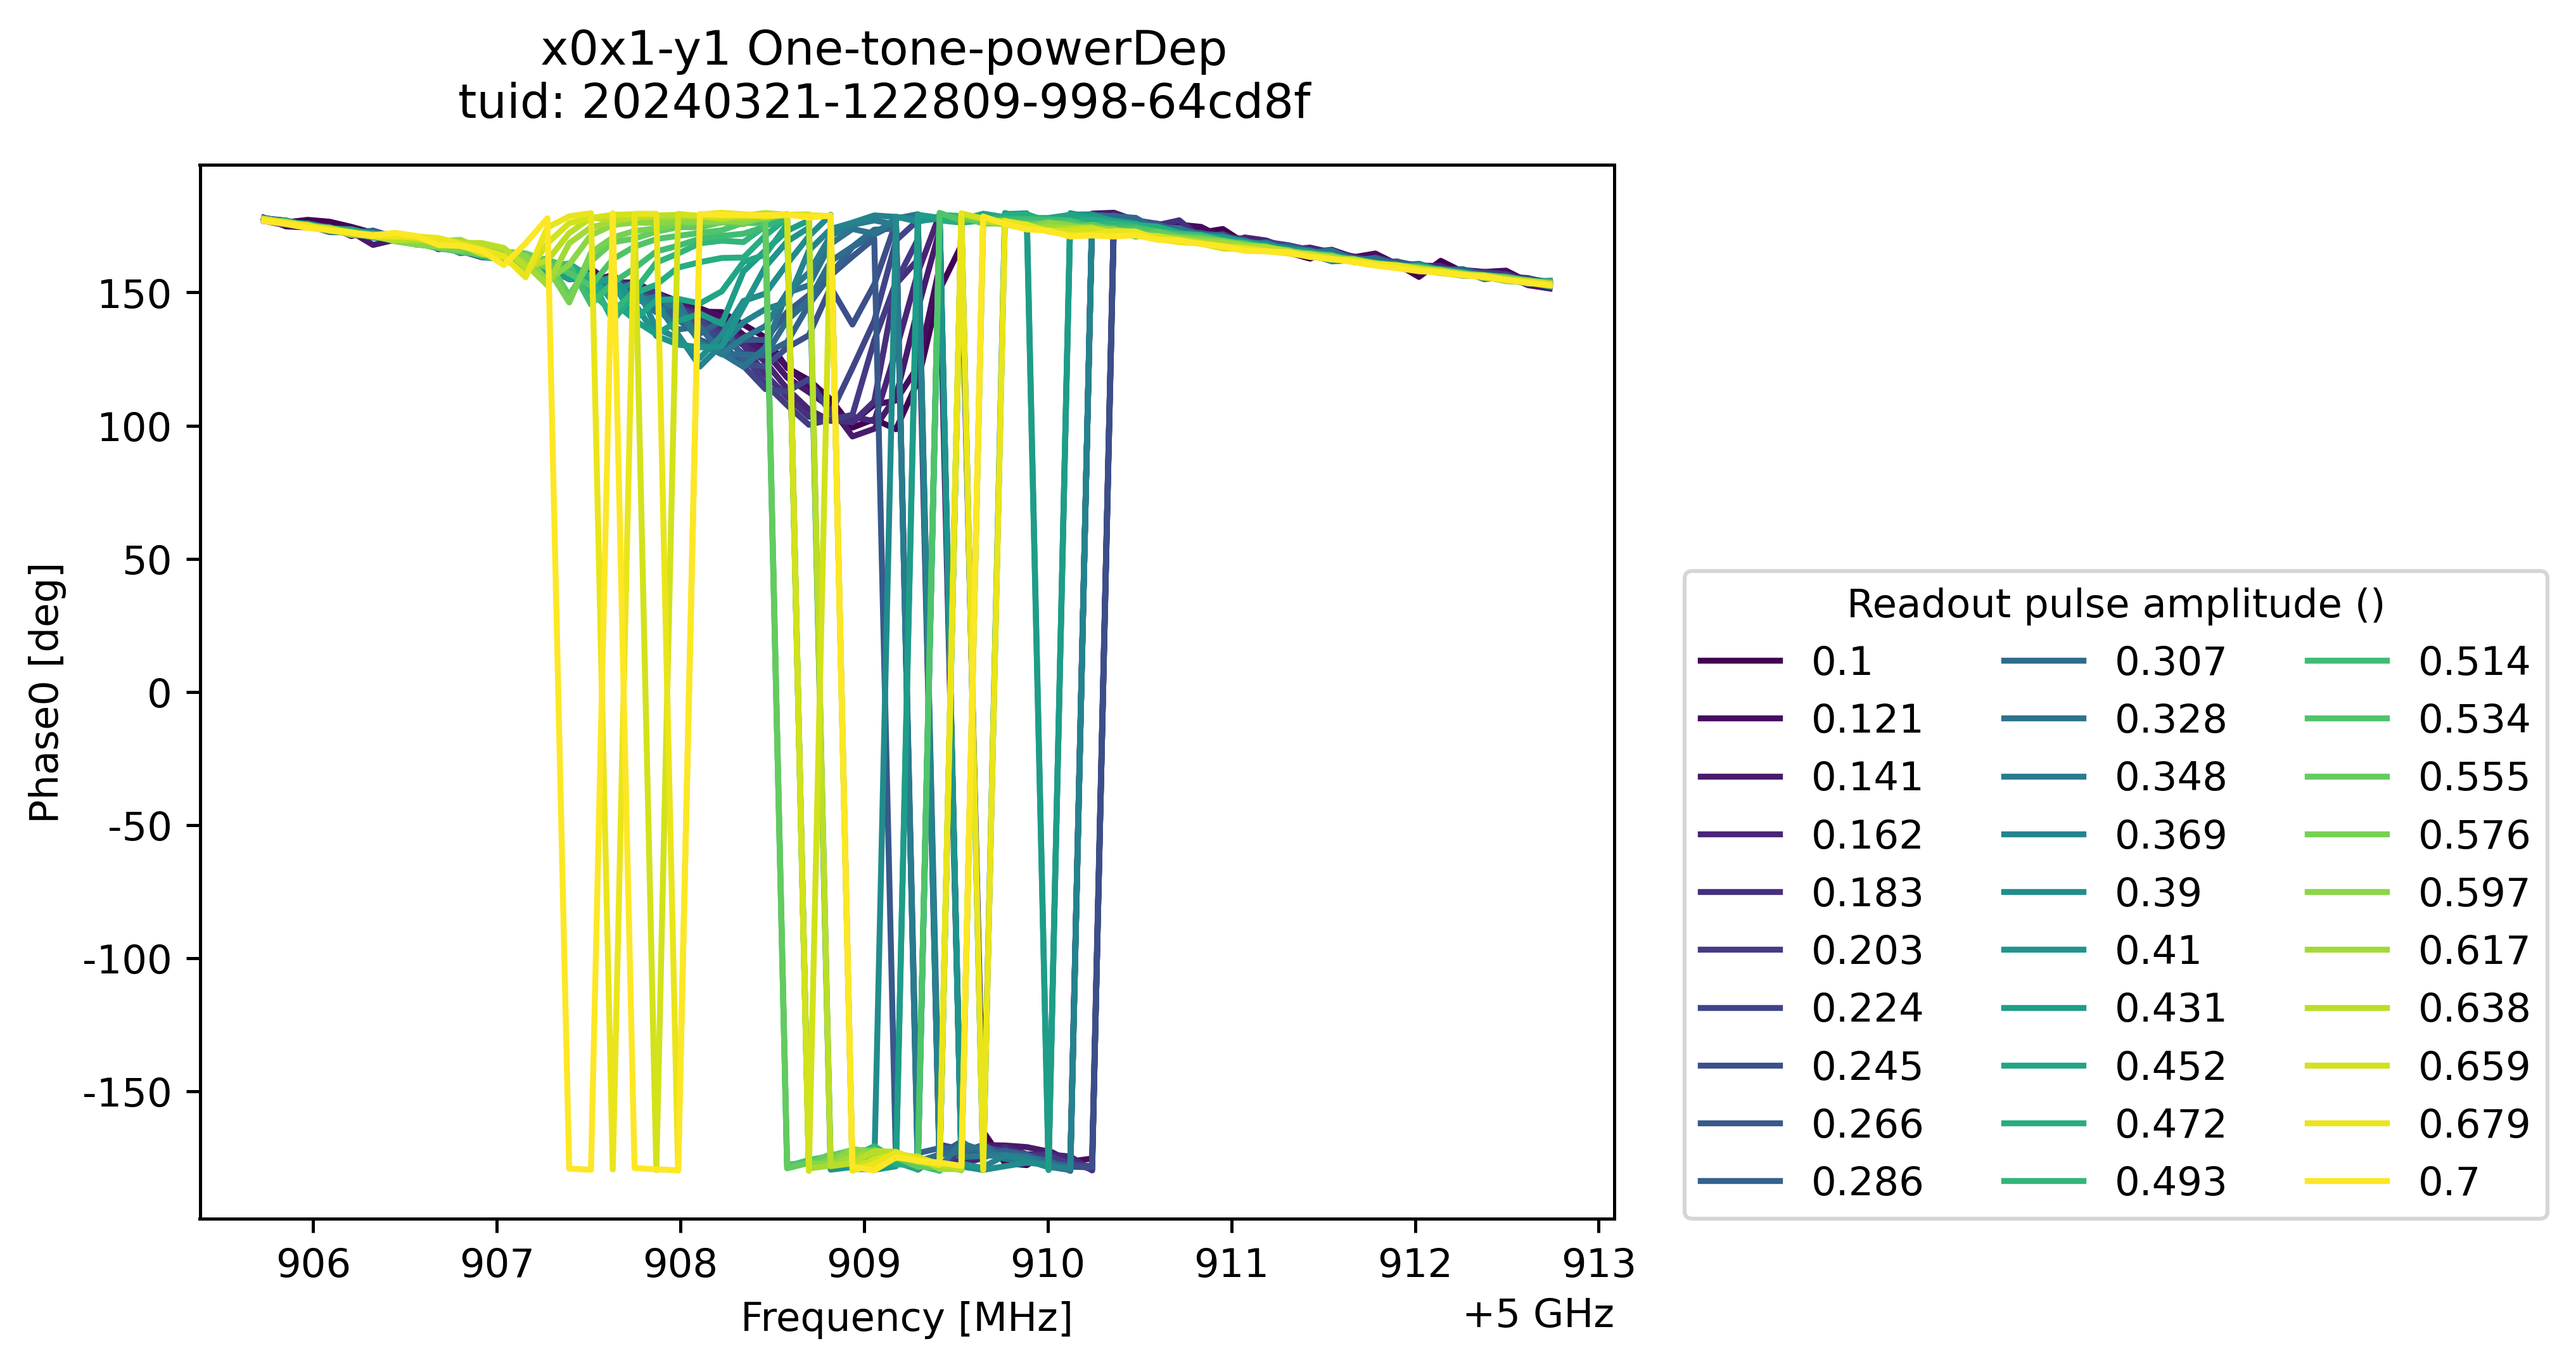 x0x1-y1 One-tone-powerDep
tuid: 20240321-122809-998-64cd8f
Phase0 [deg]
150
100
50
0
-50
-100
-150
906 907 908 909 910 911 912 913
Frequency [MHz]
+5 GHz
Readout pulse amplitude ()
0.1 0.307 0.514
0.121 0.328 0.534
0.141 0.348 0.555
0.162 0.369 0.576
0.183 0.39 0.597
0.203 0.41 0.617
0.224 0.431 0.638
0.245 0.452 0.659
0.266 0.472 0.679
0.286 0.493 0.7